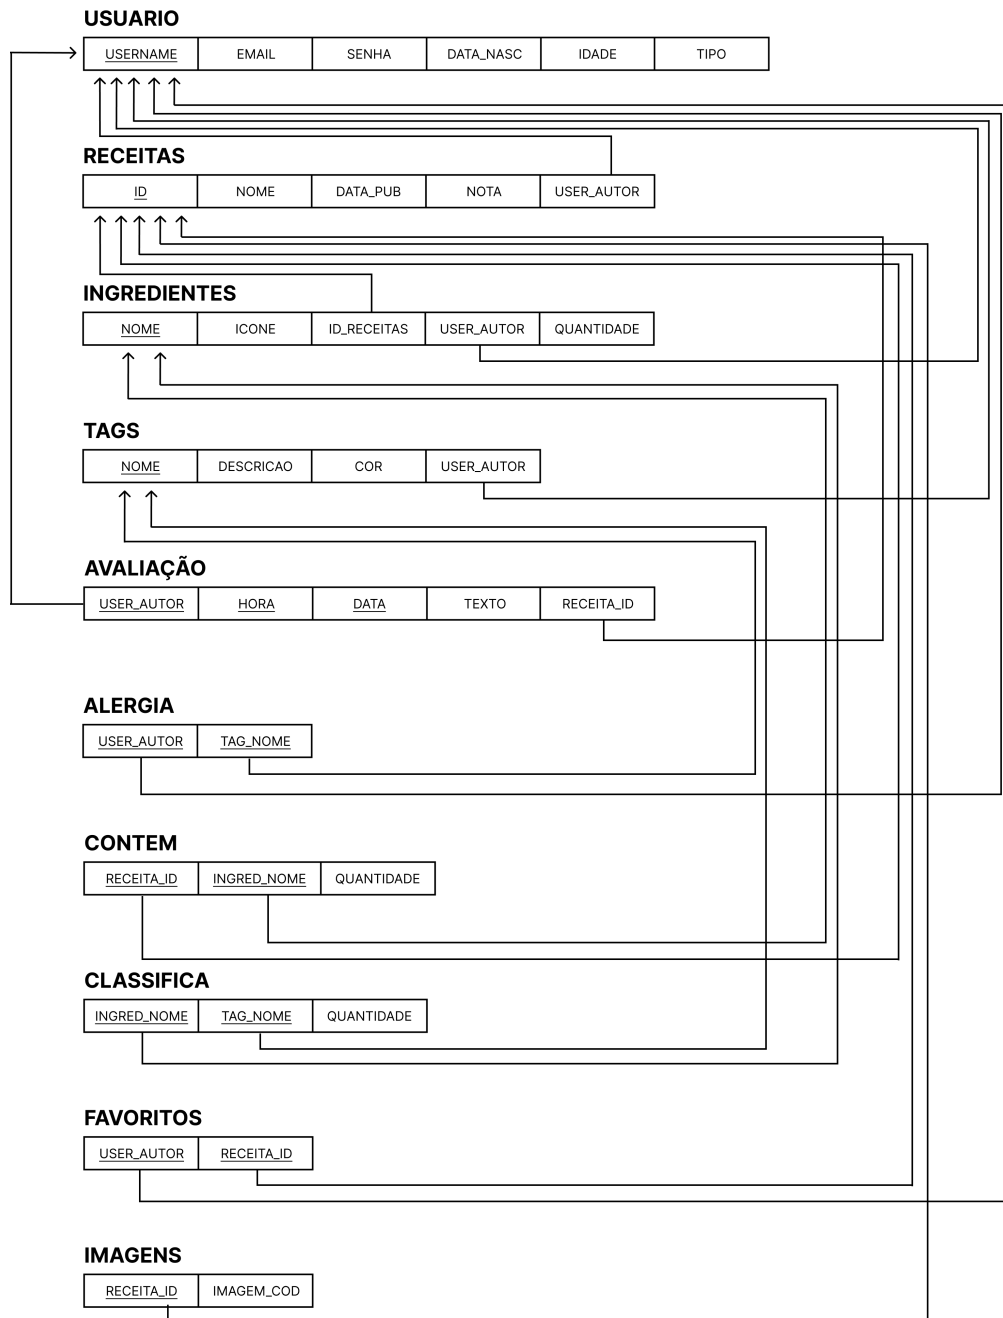 USUARIO
USERNAME EMAIL SENHA DATA_NASC IDADE TIPO
RECEITAS
ID NOME DATA_PUB NOTA USER_AUTOR
INGREDIENTES
NOME ICONE ID_RECEITAS USER_AUTOR QUANTIDADE
TAGS
NOME DESCRICAO COR USER_AUTOR
AVALIAÇÃO
USER_AUTOR HORA DATA TEXTO RECEITA_ID
ALERGIA
USER_AUTOR TAG_NOME
CONTEM
RECEITA_ID INGRED_NOME QUANTIDADE
CLASSIFICA
INGRED_NOME TAG_NOME QUANTIDADE
FAVORITOS
USER_AUTOR RECEITA_ID
IMAGENS
RECEITA_ID IMAGEM_COD